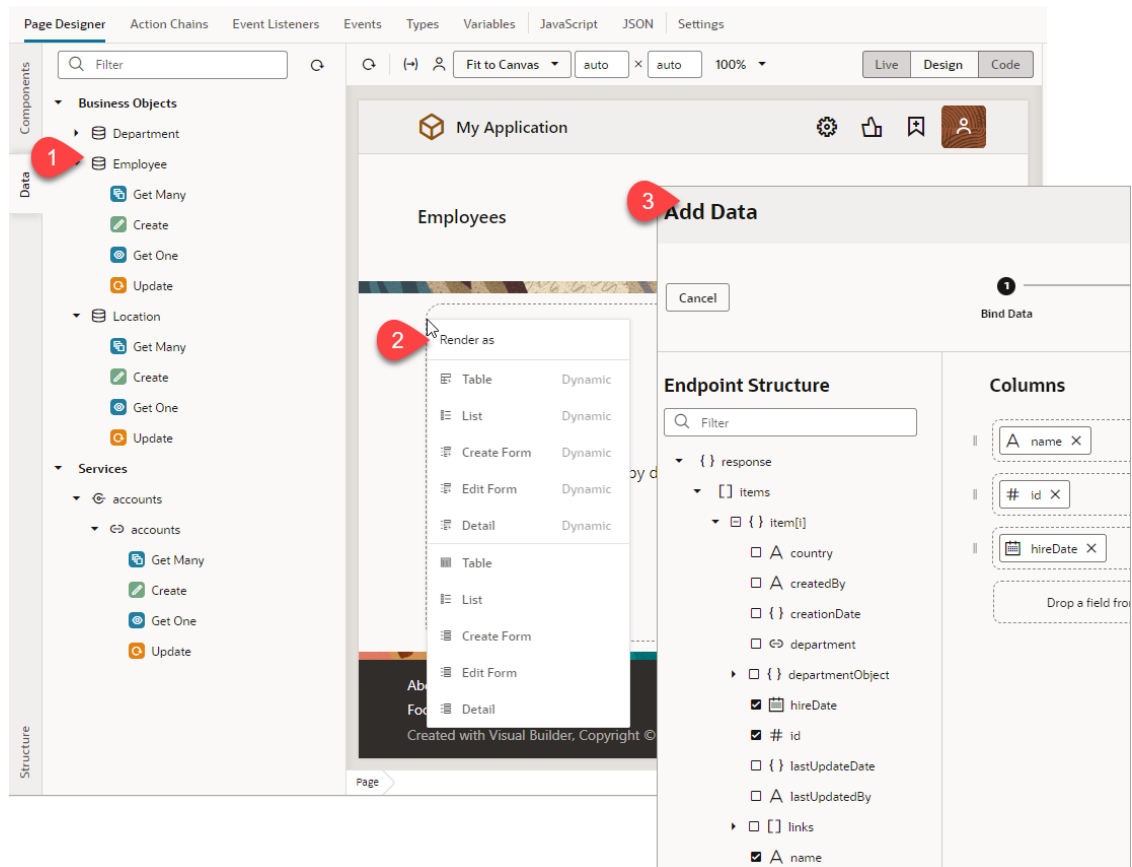 Page Designer Action Chains Event Listeners Events Types Variables JavaScript JSON Settings
Components
Data
Structure
Filter
Business Objects
Department
1
Employee
Get Many
Create
Get One
Update
Location
Get Many
Create
Get One
Update
Services
accounts
accounts
Get Many
Create
Get One
Update
Fit to Canvas auto × auto 100% Live Design Code
My Application
Employees
2
Render as
Table Dynamic
List Dynamic
Create Form Dynamic
Edit Form Dynamic
Detail Dynamic
Table
List
Create Form
Edit Form
Detail
by d
Ab
Foo
Created with Visual Builder, Copyright ©
Page
3
Add Data
Cancel
1
Bind Data
Endpoint Structure
Filter
{ } response
[ ] items
{ } item[i]
A country
A createdBy
{ } creationDate
department
{ } departmentObject
hireDate
# id
{ } lastUpdateDate
A lastUpdatedBy
[ ] links
A name
Columns
A name ×
# id ×
hireDate ×
Drop a field fro